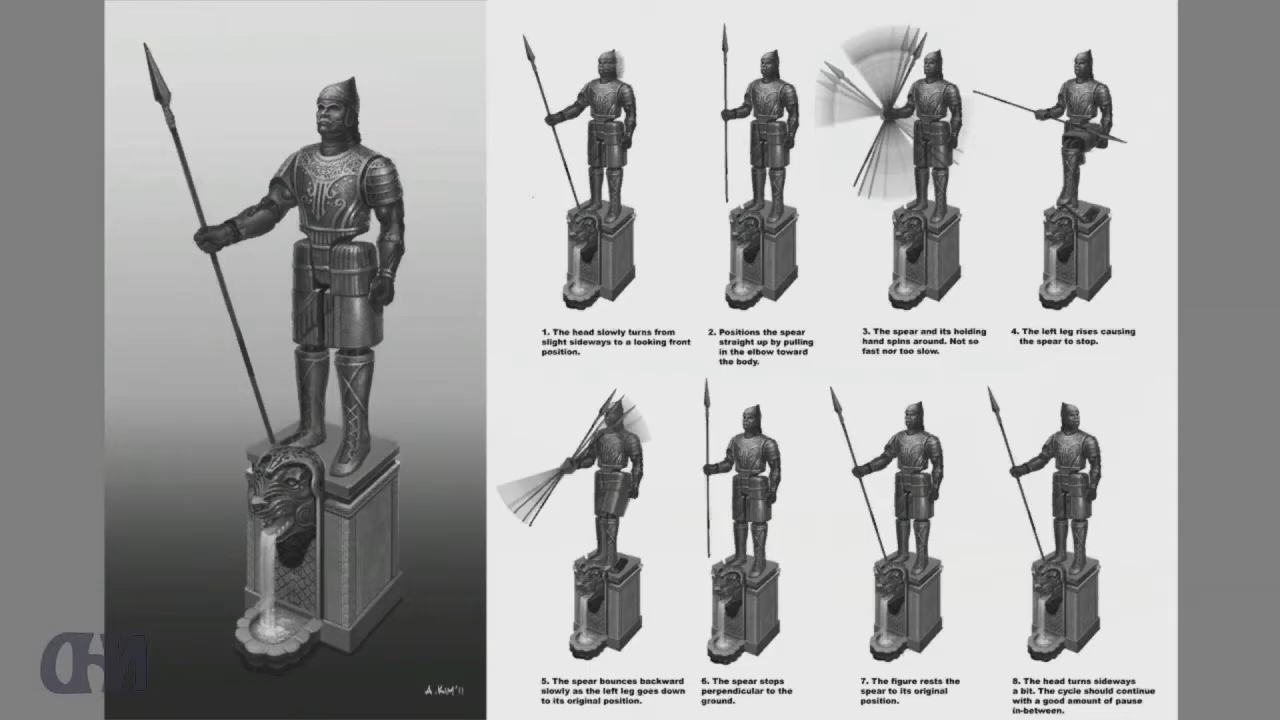 1. The head slowly turns from
slight sideways to a looking front
position.
2. Positions the spear
straight up by pulling
in the elbow toward
the body.
3. The spear and its holding
hand spins around. Not so
fast nor too slow.
4. The left leg rises causing
the spear to stop.
5. The spear bounces backward
slowly as the left leg goes down
to its original position.
6. The spear stops
perpendicular to the
ground.
7. The figure rests the
spear to its original
position.
8. The head turns sideways
a bit. The cycle should continue
with a good amount of pause
in-between.
A.KIM'11